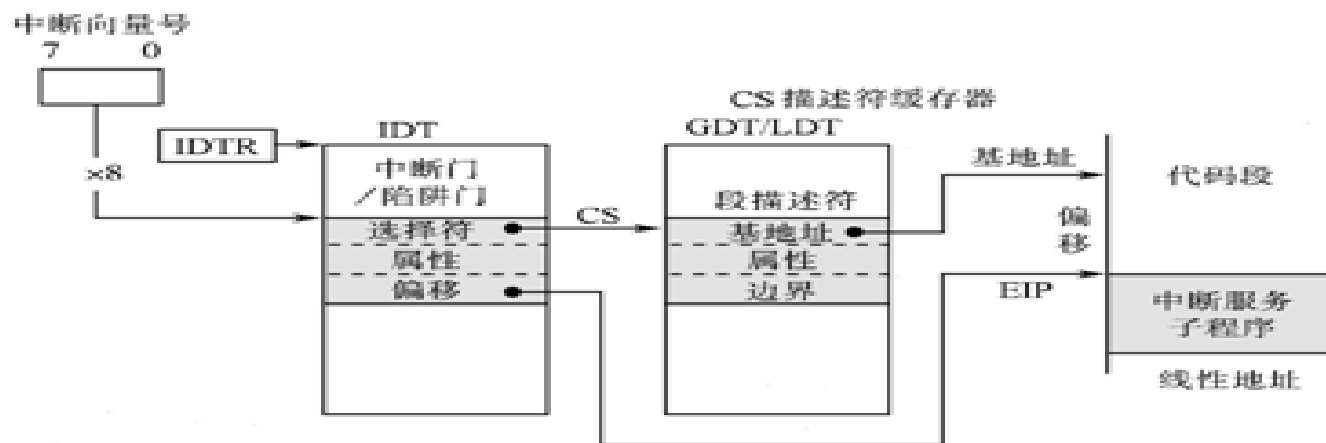 中断向量号
7 0
IDTR
×8
IDT
中断门
/陷阱门
选择符
属性
偏移
CS
CS描述符缓存器
GDT/LDT
段描述符
基地址
属性
边界
基地址
偏移
EIP
代码段
中断服务
子程序
线性地址